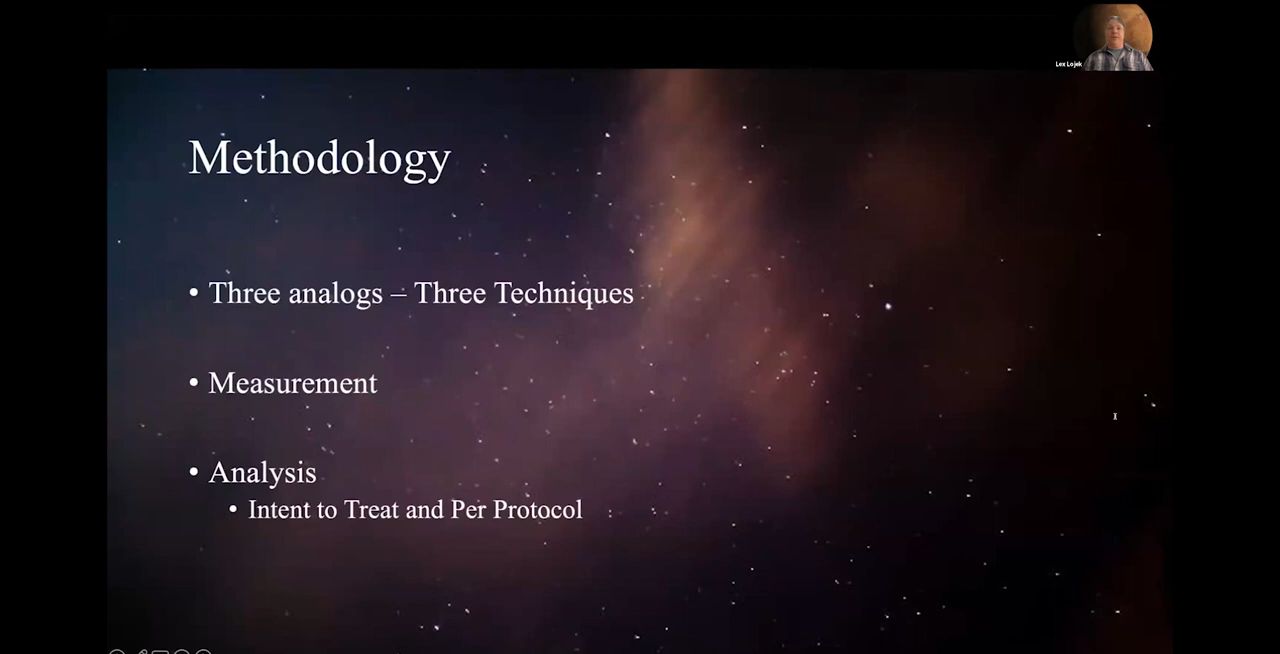 Lex Lojek
Methodology
• Three analogs – Three Techniques
• Measurement
• Analysis
• Intent to Treat and Per Protocol